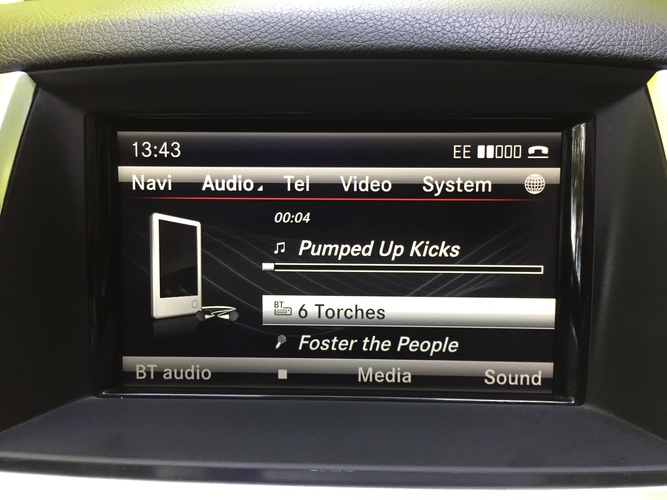 13:43 EE
Navi Audio Tel Video System
00:04
Pumped Up Kicks
BT 6 Torches
Foster the People
BT audio Media Sound